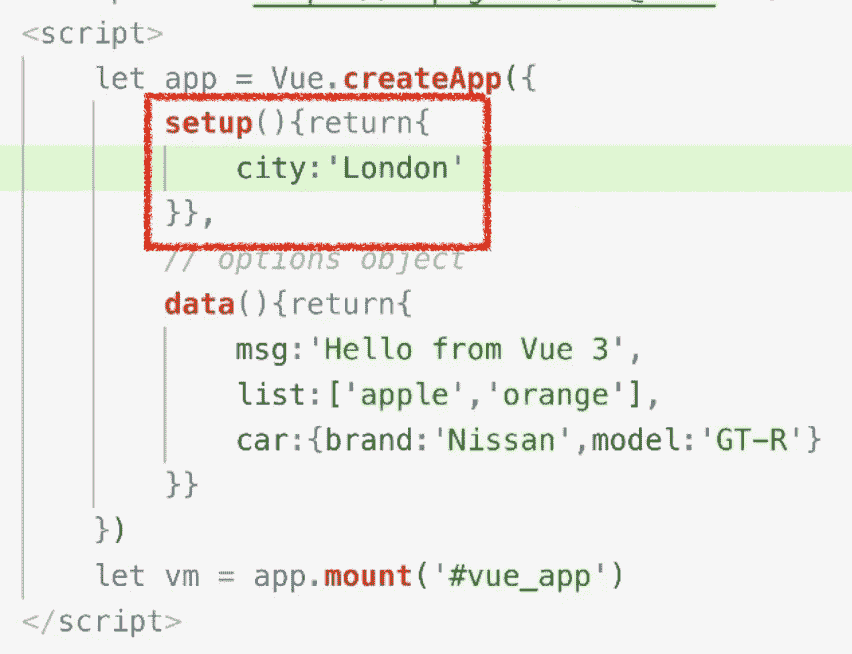 <script>
let app = Vue.createApp({
setup(){return{
city:'London'
}},
// options object
data(){return{
msg:'Hello from Vue 3',
list:['apple','orange'],
car:{brand:'Nissan',model:'GT-R'}
}}
})
let vm = app.mount('#vue_app')
</script>